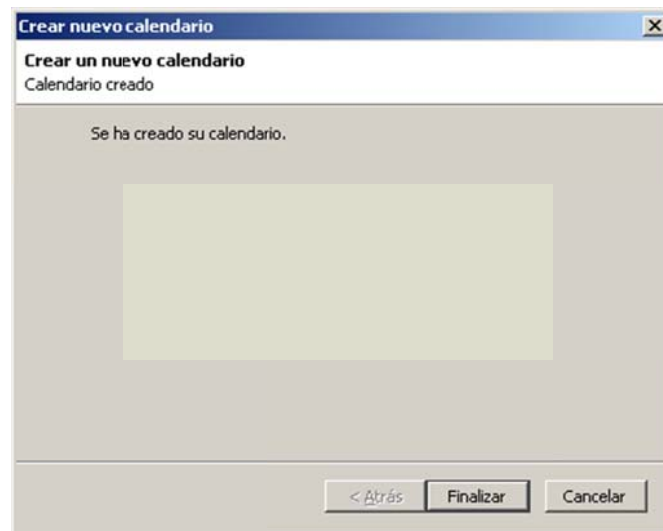 Crear nuevo calendario
Crear un nuevo calendario
Calendario creado
Se ha creado su calendario.
< Atrás Finalizar Cancelar